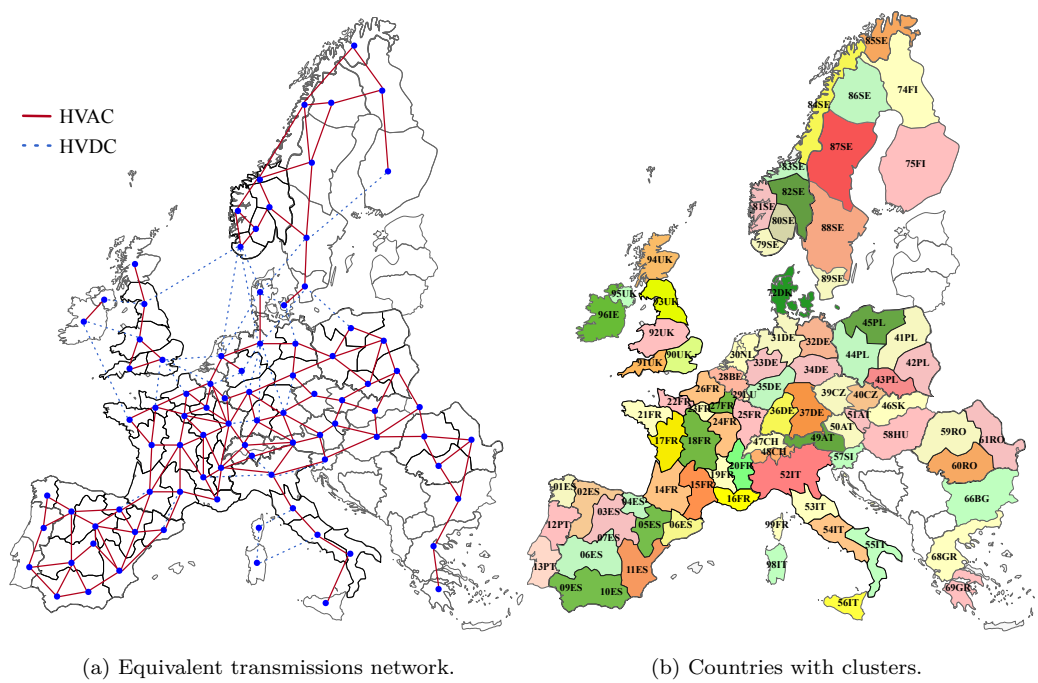 HVAC
HVDC
85SE
74FI
86SE
84SE
87SE
75FI
83SE
82SE
81SE
80SE
88SE
79SE
89SE
94UK
72DK
95UK
93UK
96IE
92UK
90UK
91UK
45PL
41PL
31DE
32DE
30NL
33DE
44PL
42PL
34DE
28BE
43PL
26FR
35DE
29LU
39CZ
40CZ
22FR
23FR
27FR
46SK
21FR
25FR
36DE
37DE
24FR
51AT
50AT
59RO
61RO
17FR
18FR
47CH
49AT
58HU
48CH
57SI
60RO
20FR
19FR
52IT
01ES
02ES
14FR
15FR
16FR
66BG
04ES
03ES
53IT
12PT
05ES
06ES
99FR
54IT
07ES
55IT
06ES
68GR
13PT
11ES
98IT
09ES
10ES
69GR
56IT
(a) Equivalent transmissions network.
(b) Countries with clusters.